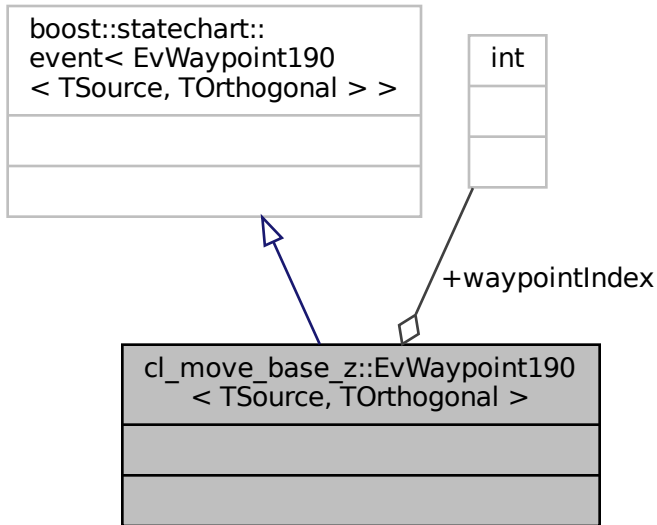 boost::statechart::
event< EvWaypoint190
< TSource, TOrthogonal > >
int
+waypointIndex
cl_move_base_z::EvWaypoint190
< TSource, TOrthogonal >